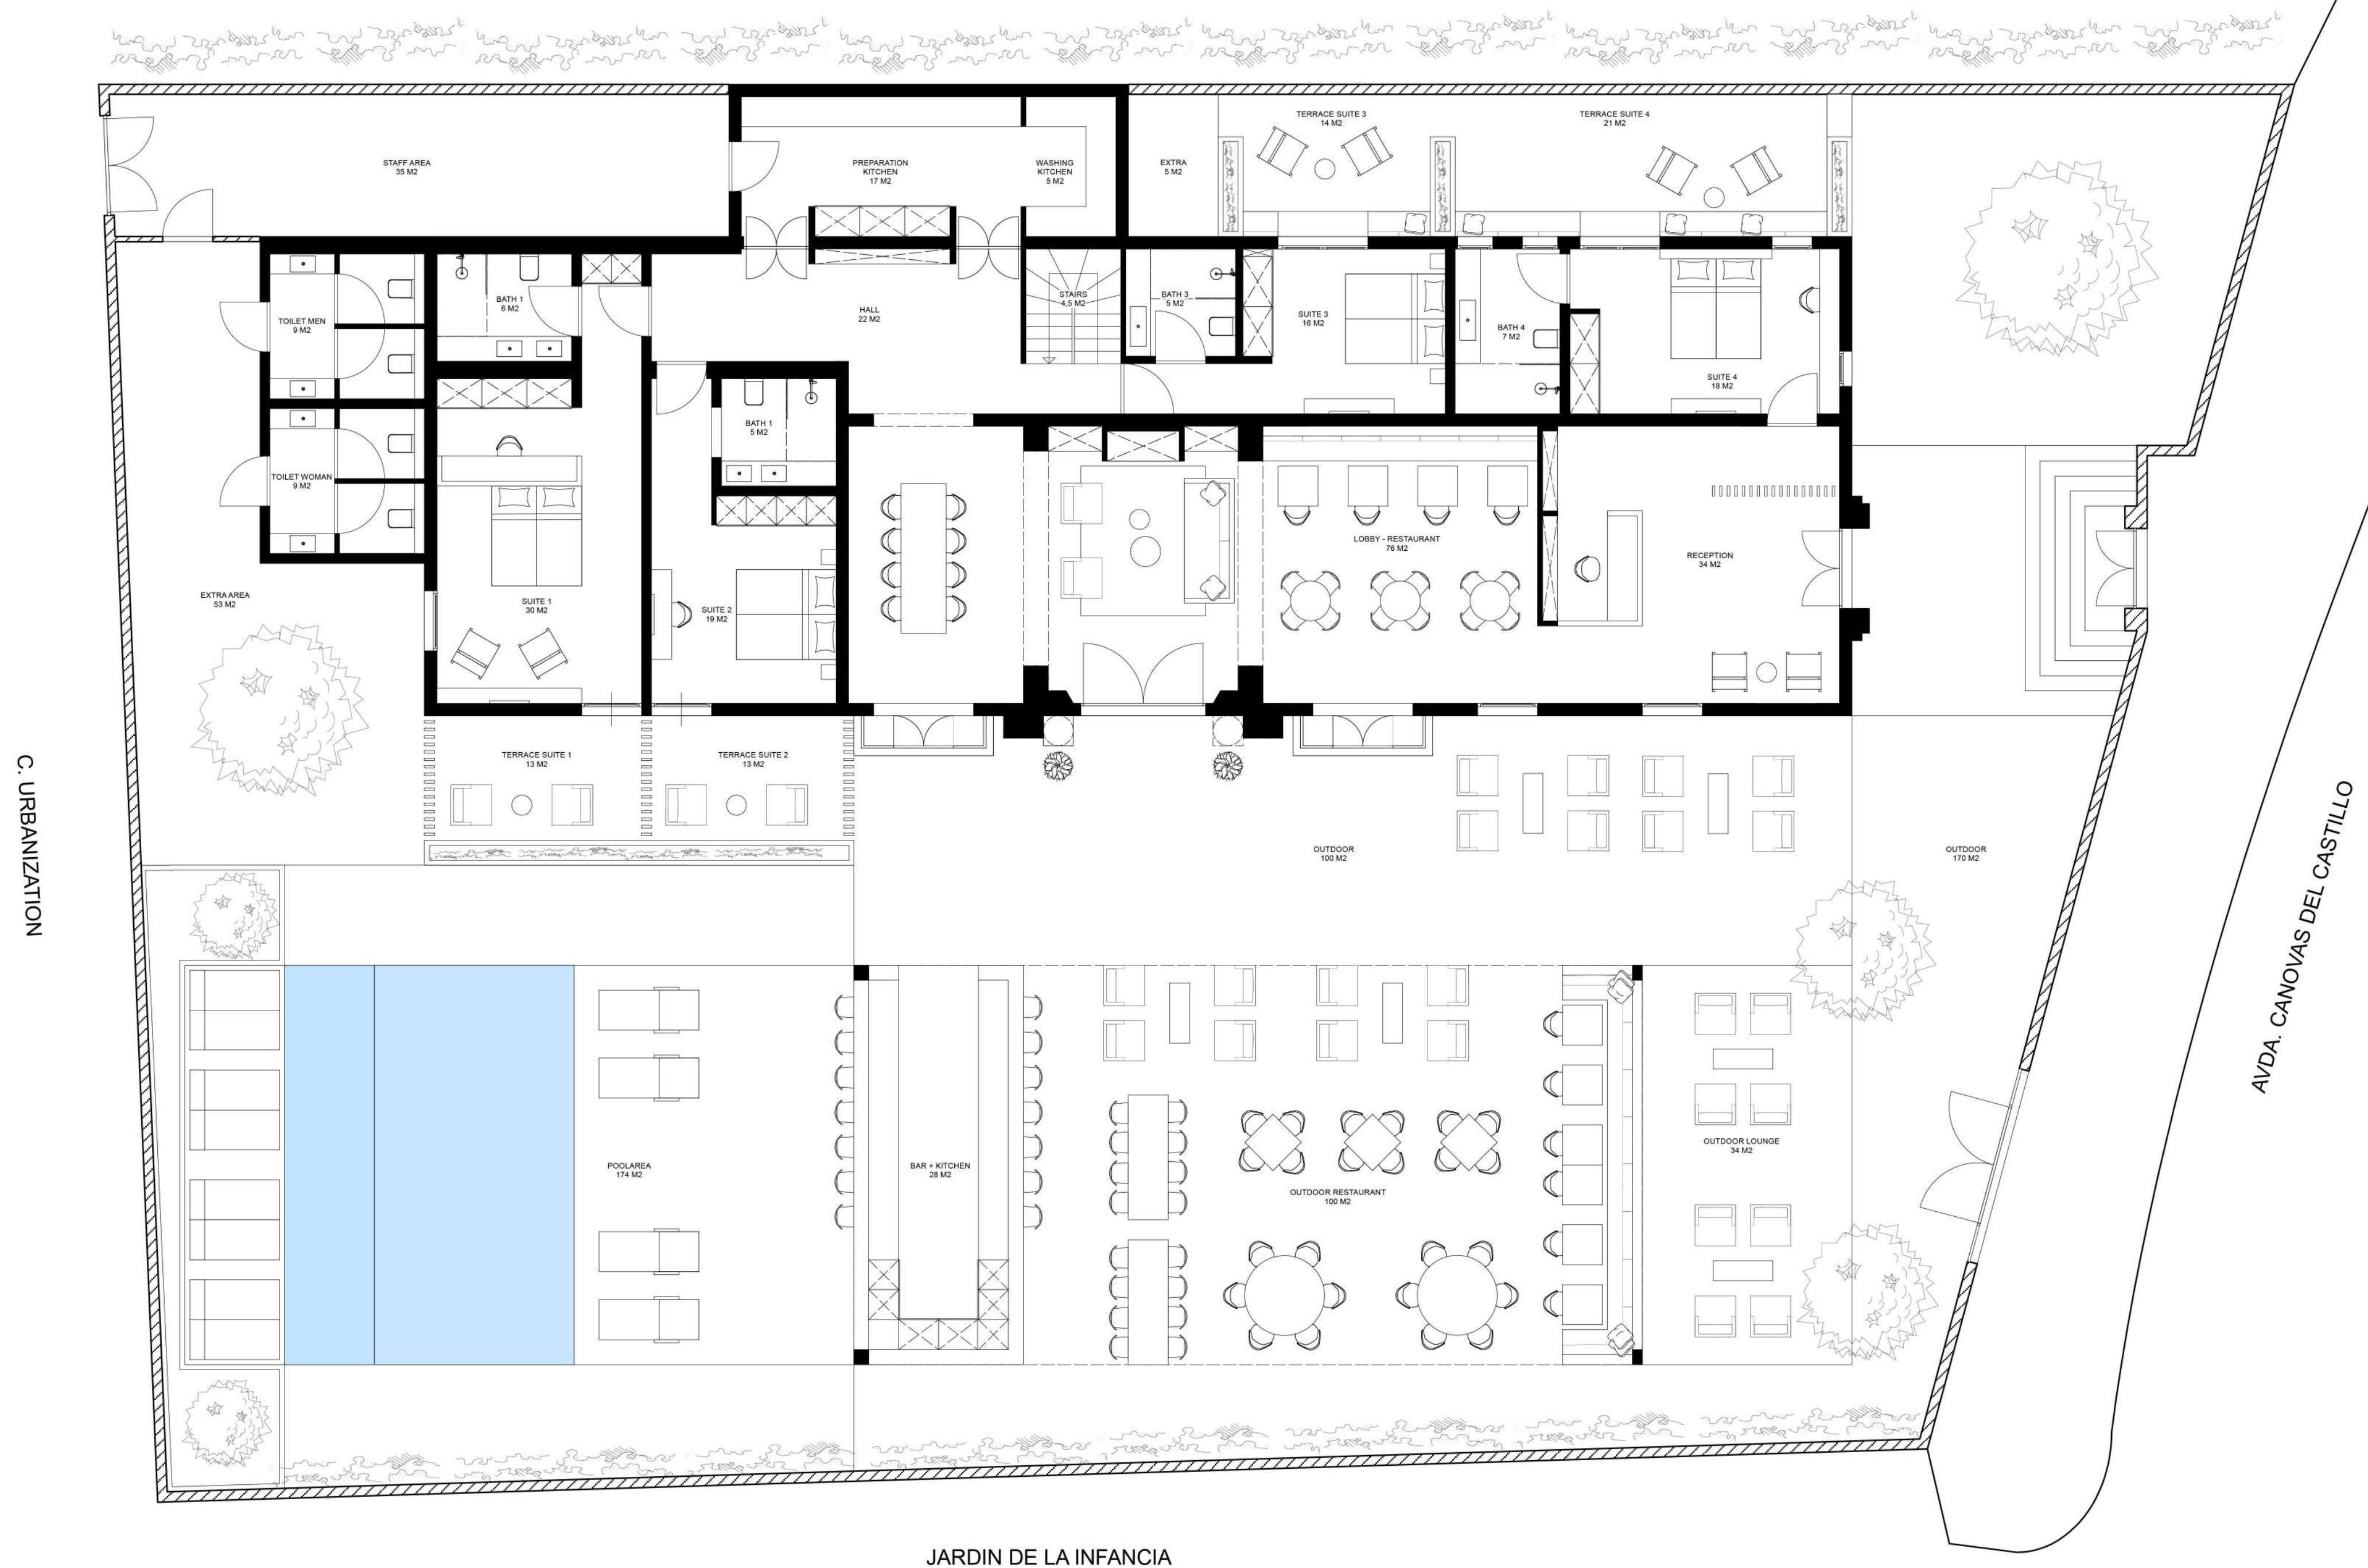 TERRACE SUITE 3
14 M2
TERRACE SUITE 4
21 M2
STAFF AREA
35 M2
PREPARATION
KITCHEN
17 M2
WASHING
KITCHEN
5 M2
EXTRA
5 M2
BATH 1
6 M2
STAIRS
4,5 M2
BATH 3
5 M2
HALL
22 M2
SUITE 3
16 M2
TOILET MEN
9 M2
BATH 4
7 M2
SUITE 4
18 M2
BATH 1
5 M2
TOILET WOMAN
9 M2
LOBBY - RESTAURANT
76 M2
RECEPTION
34 M2
EXTRA AREA
53 M2
SUITE 1
30 M2
SUITE 2
19 M2
TERRACE SUITE 1
13 M2
TERRACE SUITE 2
13 M2
C. URBANIZATION
OUTDOOR
100 M2
OUTDOOR
170 M2
AVDA. CANOVAS DEL CASTILLO
POOLAREA
174 M2
BAR + KITCHEN
28 M2
OUTDOOR RESTAURANT
100 M2
OUTDOOR LOUNGE
34 M2
JARDIN DE LA INFANCIA